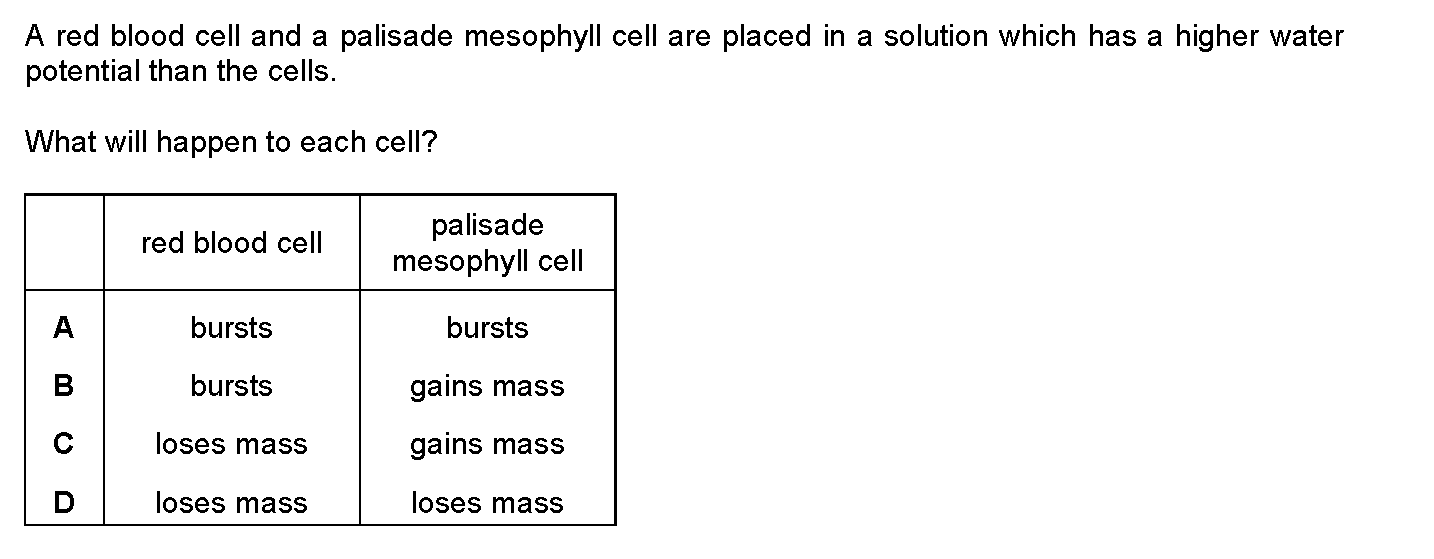 A red blood cell and a palisade mesophyll cell are placed in a solution which has a higher water
potential than the cells.
What will happen to each cell?
red blood cell
palisade
mesophyll cell
A bursts bursts
B bursts gains mass
C loses mass gains mass
D loses mass loses mass